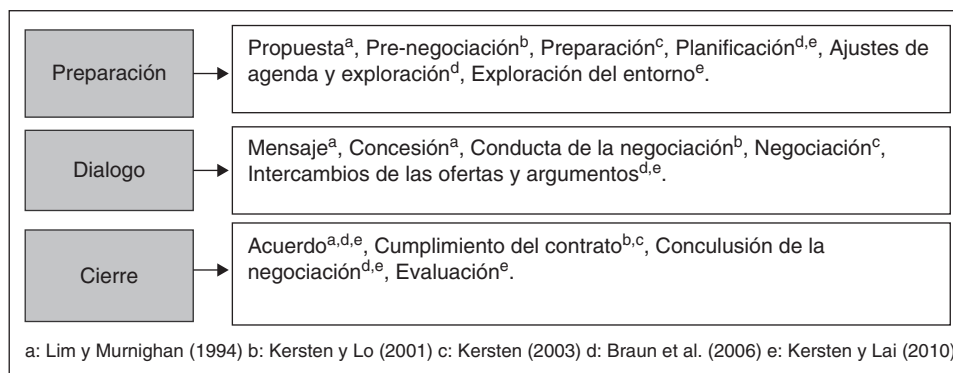 Preparación
Propuestaᵃ, Pre-negociaciónᵇ, Preparaciónᶜ, Planificaciónᵈ,ᵉ, Ajustes de
agenda y exploraciónᵈ, Exploración del entornoᵉ.
Dialogo
Mensajeᵃ, Concesiónᵃ, Conducta de la negociaciónᵇ, Negociaciónᶜ,
Intercambios de las ofertas y argumentosᵈ,ᵉ.
Cierre
Acuerdoᵃ,ᵈ,ᵉ, Cumplimiento del contratoᵇ,ᶜ, Conculusión de la
negociaciónᵈ,ᵉ, Evaluaciónᵉ.
a: Lim y Murnighan (1994) b: Kersten y Lo (2001) c: Kersten (2003) d: Braun et al. (2006) e: Kersten y Lai (2010)